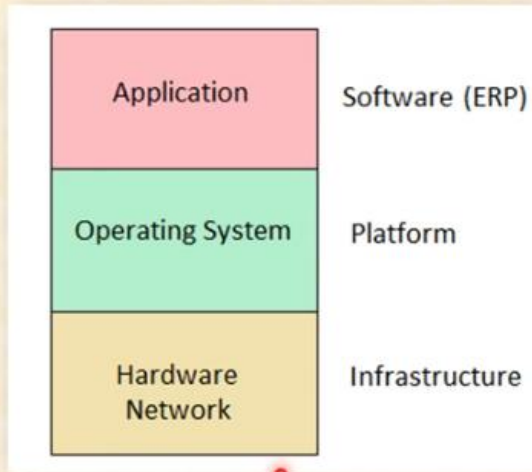 Application
Software (ERP)
Operating System
Platform
Hardware
Network
Infrastructure